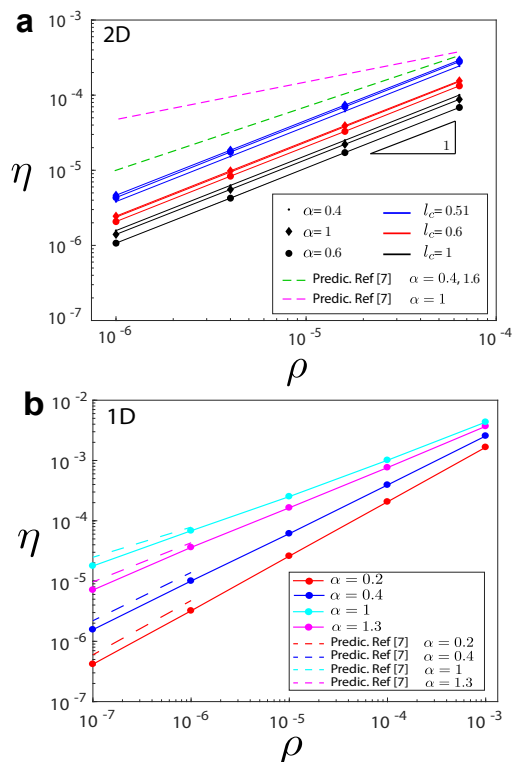 a
2D
10⁻³
10⁻⁴
10⁻⁵
10⁻⁶
10⁻⁷
η
1
α= 0.4
l_c= 0.51
α= 1
l_c= 0.6
α= 0.6
l_c= 1
Predic. Ref [7] α = 0.4, 1.6
Predic. Ref [7] α = 1
10⁻⁶
10⁻⁵
10⁻⁴
ρ
b
1D
10⁻²
10⁻³
10⁻⁴
10⁻⁵
10⁻⁶
10⁻⁷
η
α = 0.2
α = 0.4
α = 1
α = 1.3
Predic. Ref [7] α = 0.2
Predic. Ref [7] α = 0.4
Predic. Ref [7] α = 1
Predic. Ref [7] α = 1.3
10⁻⁷
10⁻⁶
10⁻⁵
10⁻⁴
10⁻³
ρ